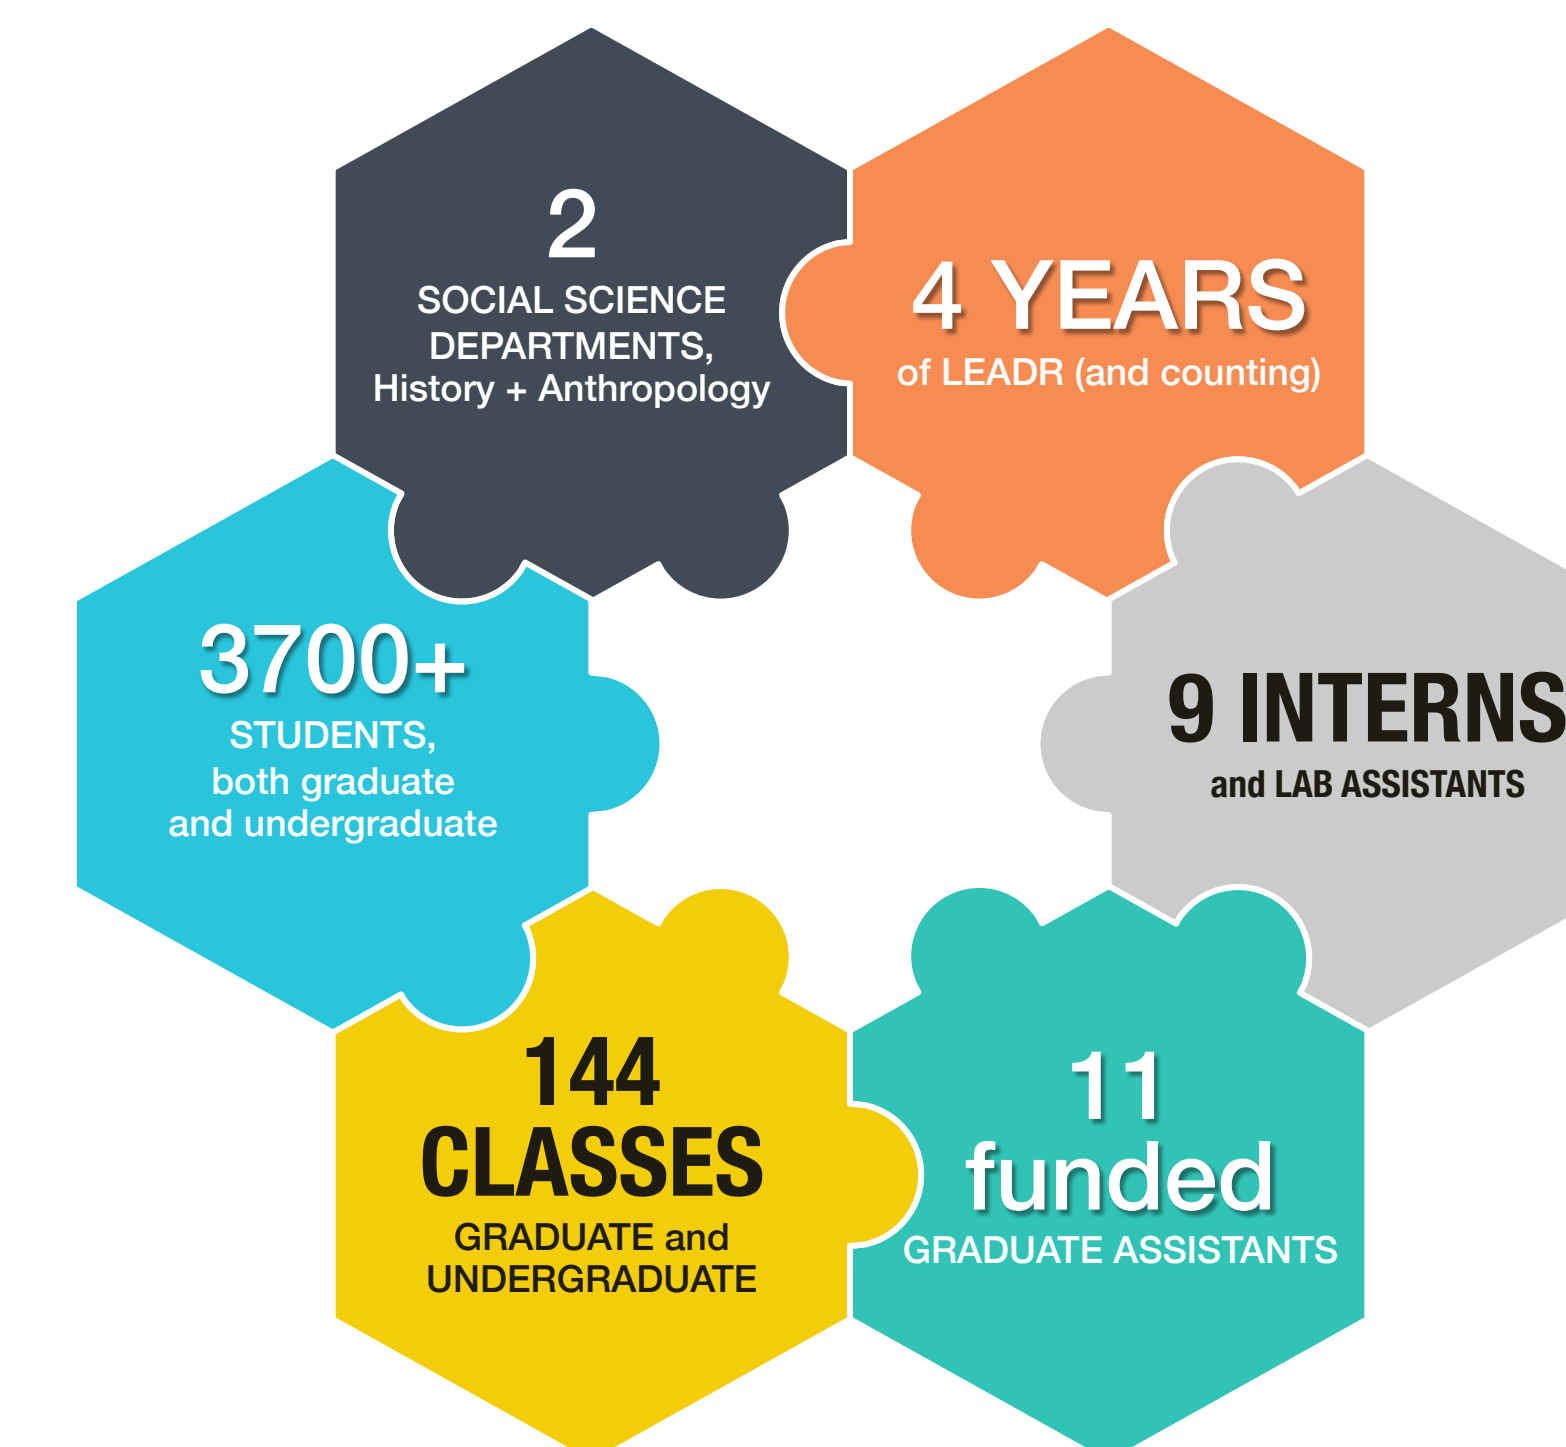 2
SOCIAL SCIENCE
DEPARTMENTS,
History + Anthropology
4 YEARS
of LEADR (and counting)
3700+
STUDENTS,
both graduate
and undergraduate
9 INTERNS
and LAB ASSISTANTS
144
CLASSES
GRADUATE and
UNDERGRADUATE
11
funded
GRADUATE ASSISTANTS